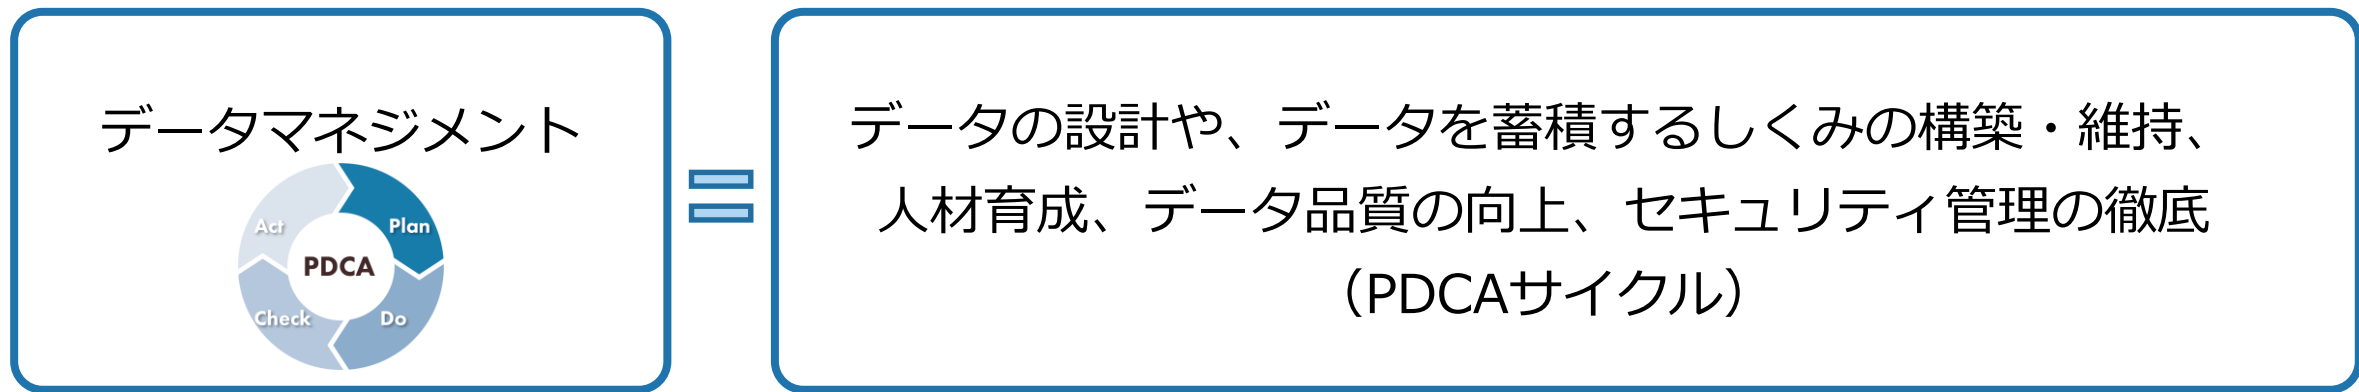 データマネジメント
Act
Plan
PDCA
Check
Do
データの設計や、データを蓄積するしくみの構築・維持、
人材育成、データ品質の向上、セキュリティ管理の徹底
（PDCAサイクル）